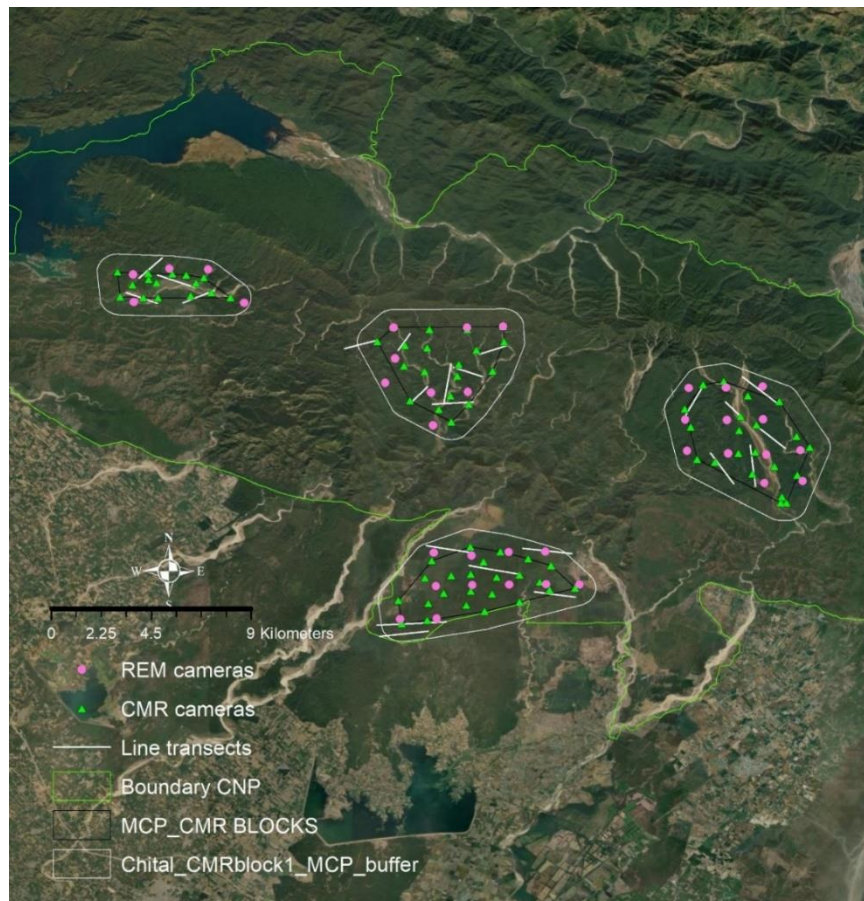 N
W E
S
0 2.25 4.5 9 Kilometers
REM cameras
CMR cameras
Line transects
Boundary CNP
MCP_CMR BLOCKS
Chital_CMRblock1_MCP_buffer